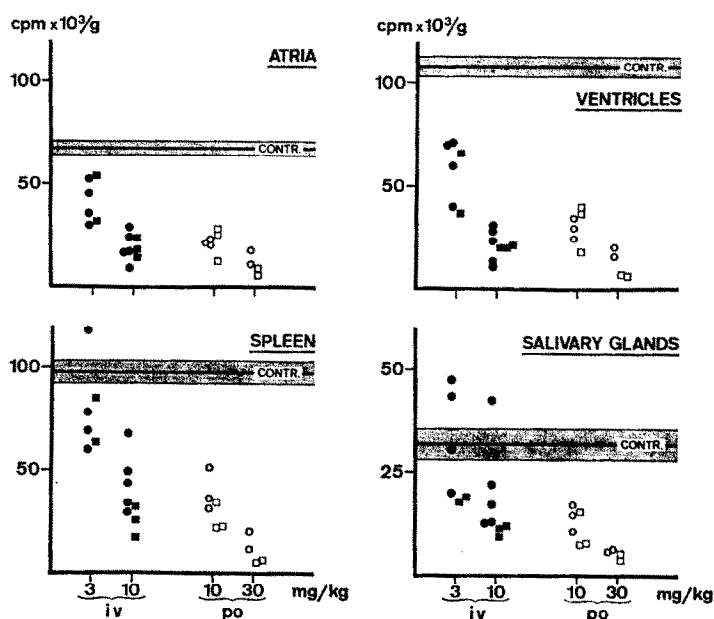 cpm x10³/g
ATRIA
100
CONTR.
50
cpm x10³/g
CONTR.
100
VENTRICLES
50
SPLEEN
100
CONTR.
50
3 10 10 30 mg/kg
iv po
SALIVARY GLANDS
50
CONTR.
25
3 10 10 30 mg/kg
iv po